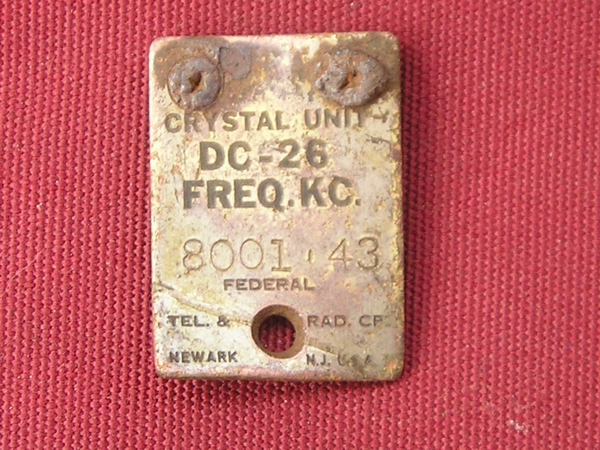 CRYSTAL UNIT
DC-26
FREQ. KC.
8001.43
FEDERAL
TEL. & RAD. CP.
NEWARK N.J. U.S.A.